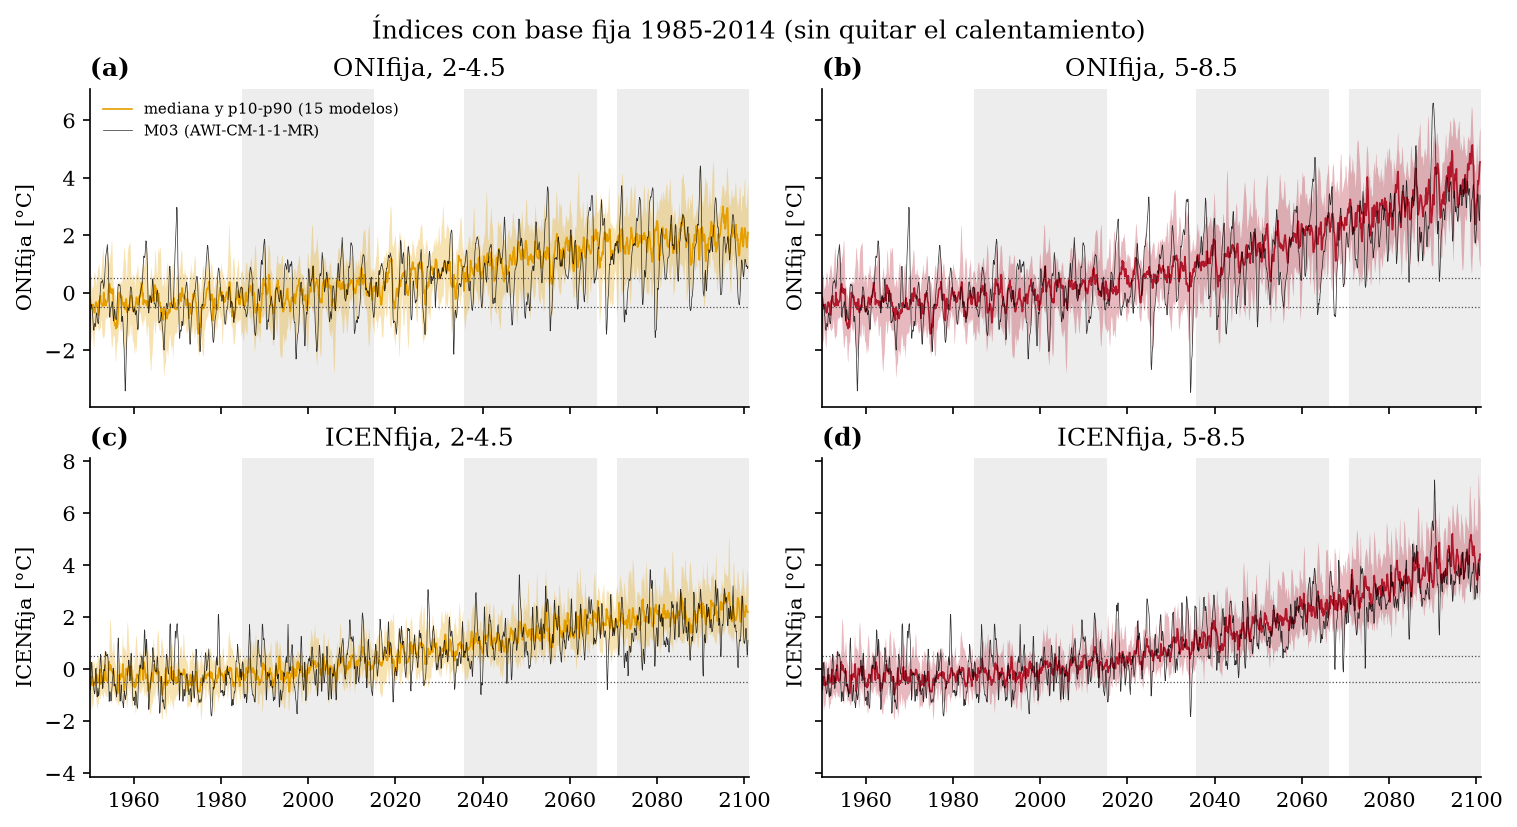 Índices con base fija 1985-2014 (sin quitar el calentamiento)
(a) ONIfija, 2-4.5
(b) ONIfija, 5-8.5
mediana y p10-p90 (15 modelos)
M03 (AWI-CM-1-1-MR)
ONIfija [°C]
6
4
2
0
−2
ONIfija [°C]
(c) ICENfija, 2-4.5
(d) ICENfija, 5-8.5
ICENfija [°C]
8
6
4
2
0
−2
−4
ICENfija [°C]
1960 1980 2000 2020 2040 2060 2080 2100
1960 1980 2000 2020 2040 2060 2080 2100